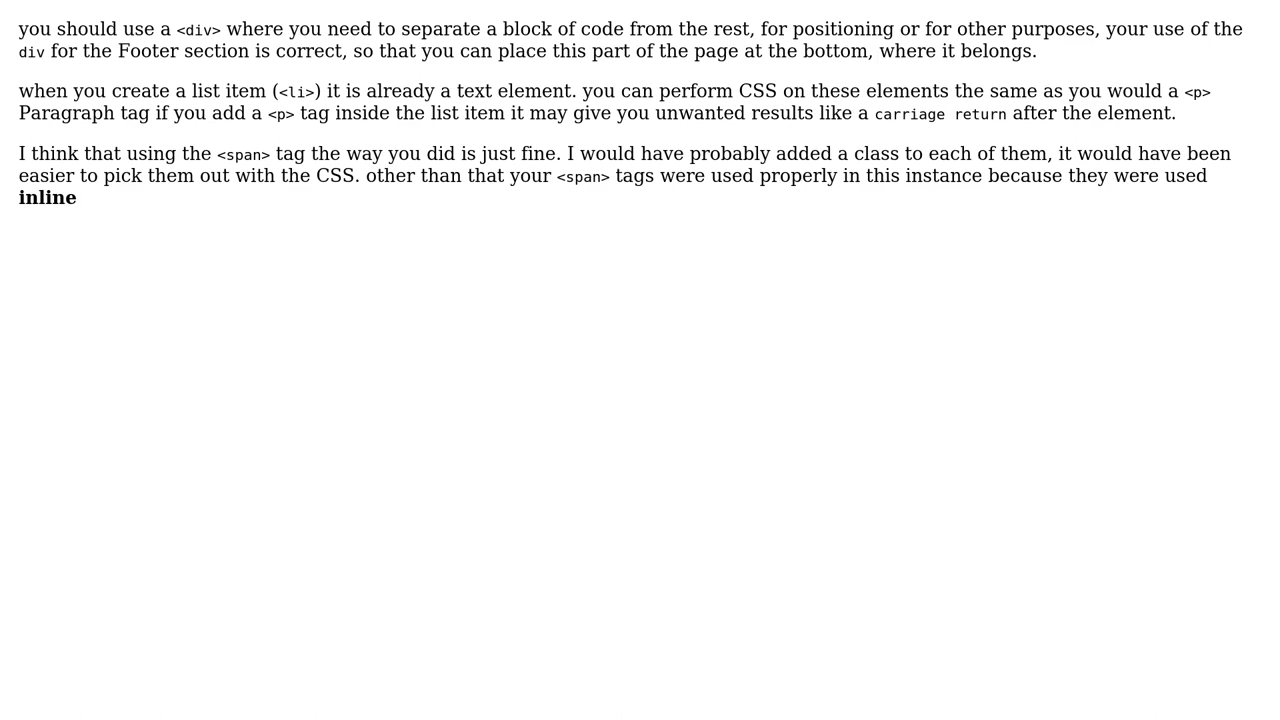 you should use a <div> where you need to separate a block of code from the rest, for positioning or for other purposes, your use of the
div for the Footer section is correct, so that you can place this part of the page at the bottom, where it belongs.
when you create a list item (<li>) it is already a text element. you can perform CSS on these elements the same as you would a <p>
Paragraph tag if you add a <p> tag inside the list item it may give you unwanted results like a carriage return after the element.
I think that using the <span> tag the way you did is just fine. I would have probably added a class to each of them, it would have been
easier to pick them out with the CSS. other than that your <span> tags were used properly in this instance because they were used
inline